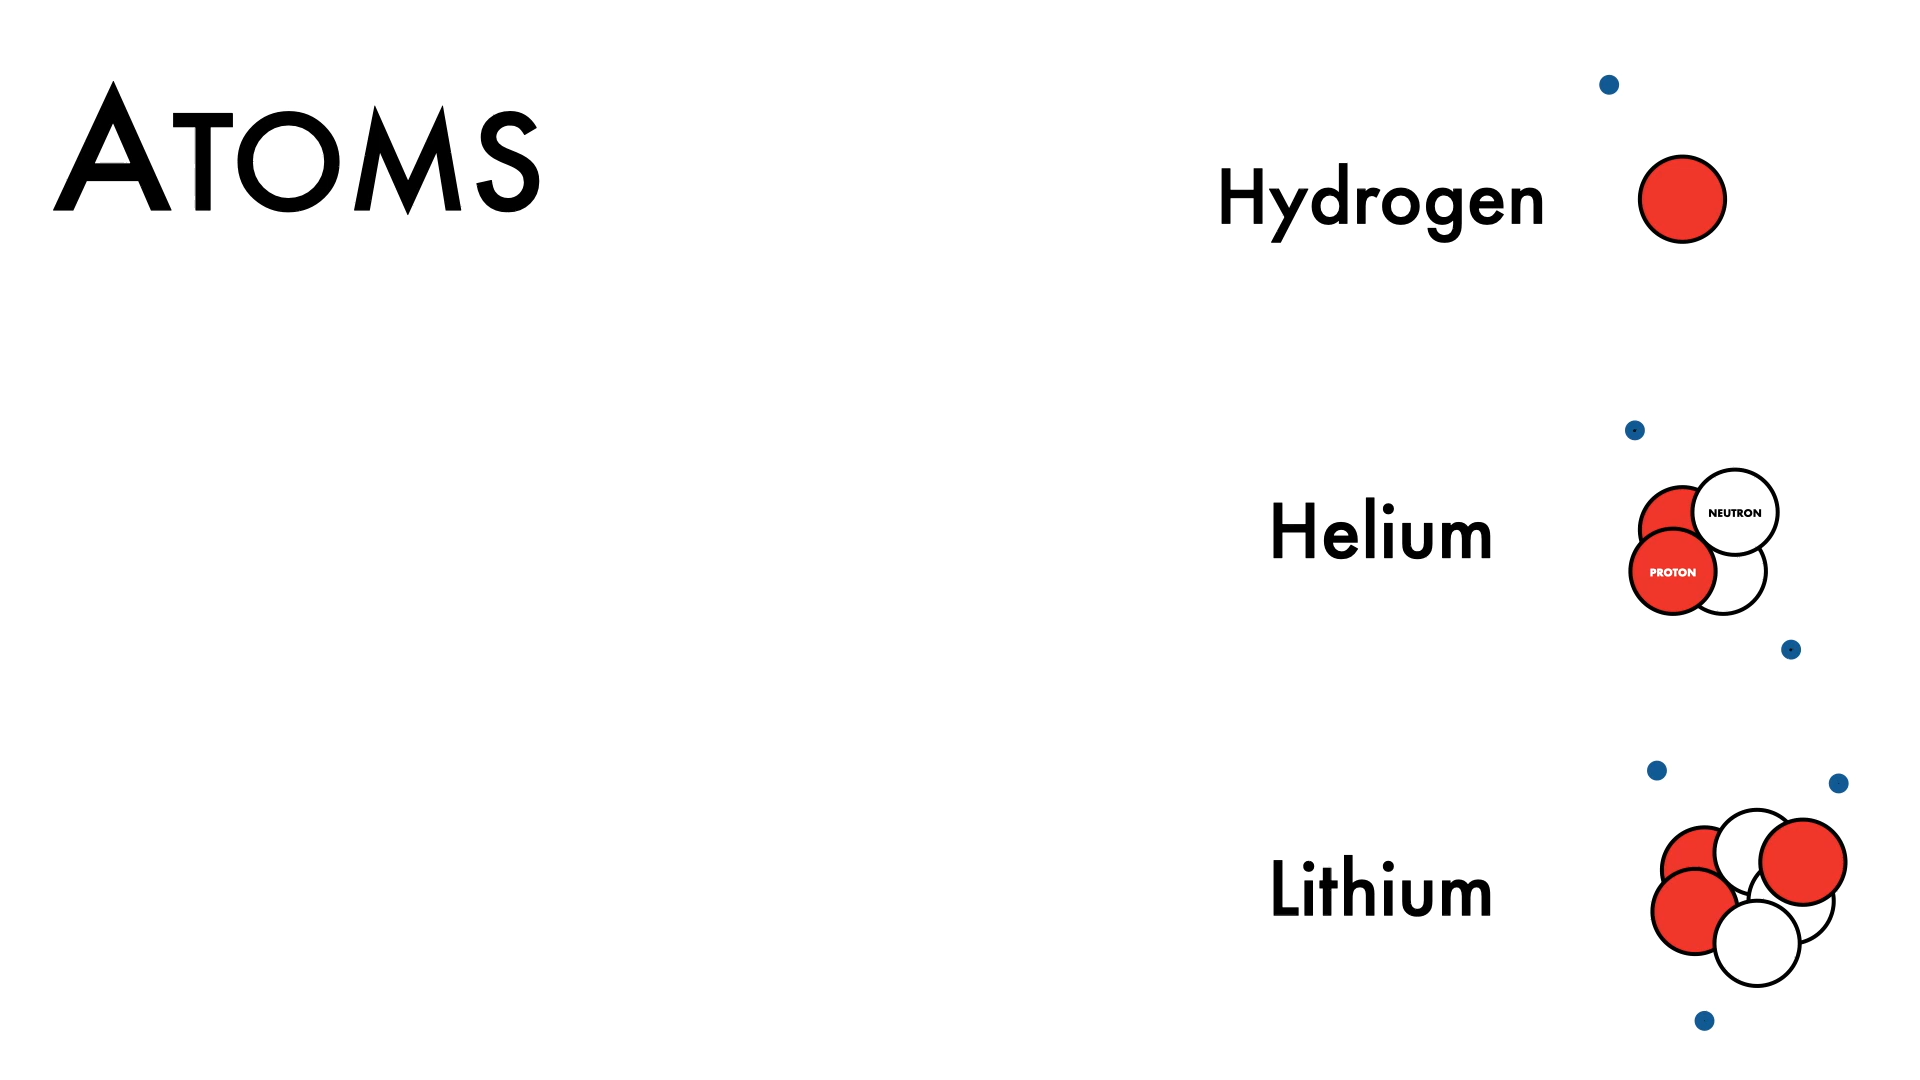 ATOMS
Hydrogen
Helium
NEUTRON
PROTON
Lithium